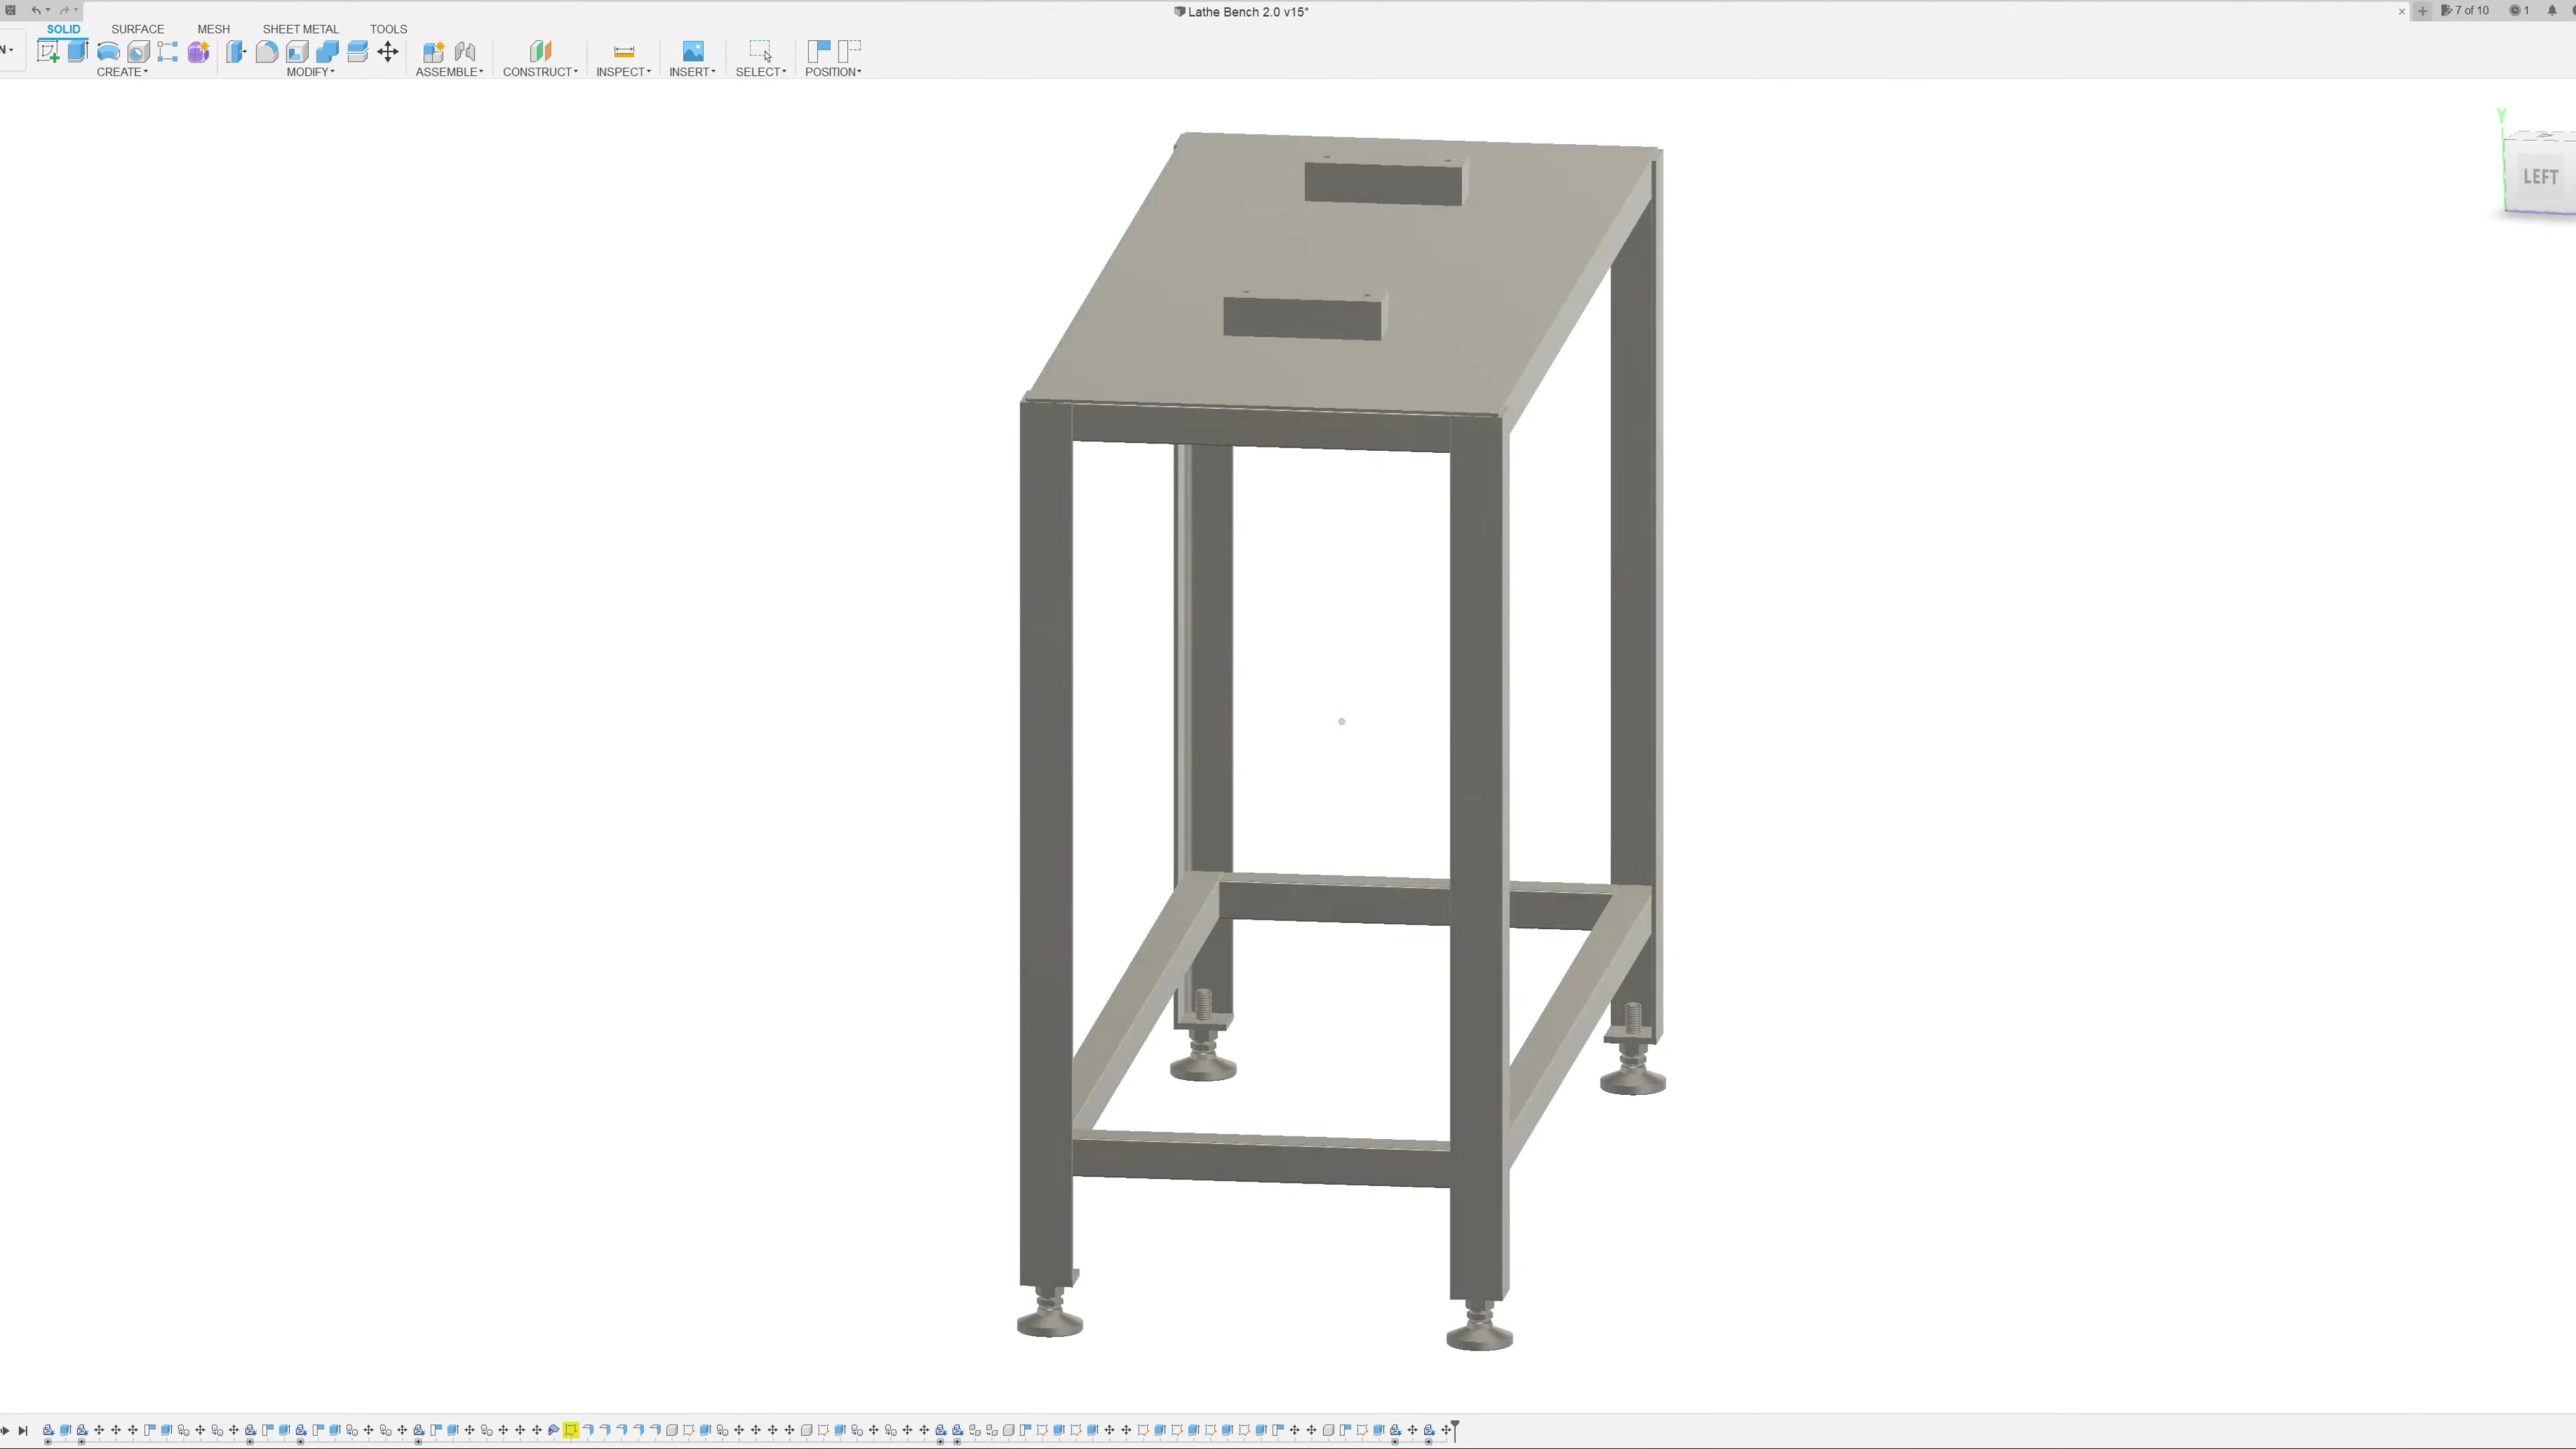 Lathe Bench 2.0 v15*
7 of 10
1
SOLID SURFACE MESH SHEET METAL TOOLS
CREATE MODIFY ASSEMBLE CONSTRUCT INSPECT INSERT SELECT POSITION
Y
LEFT